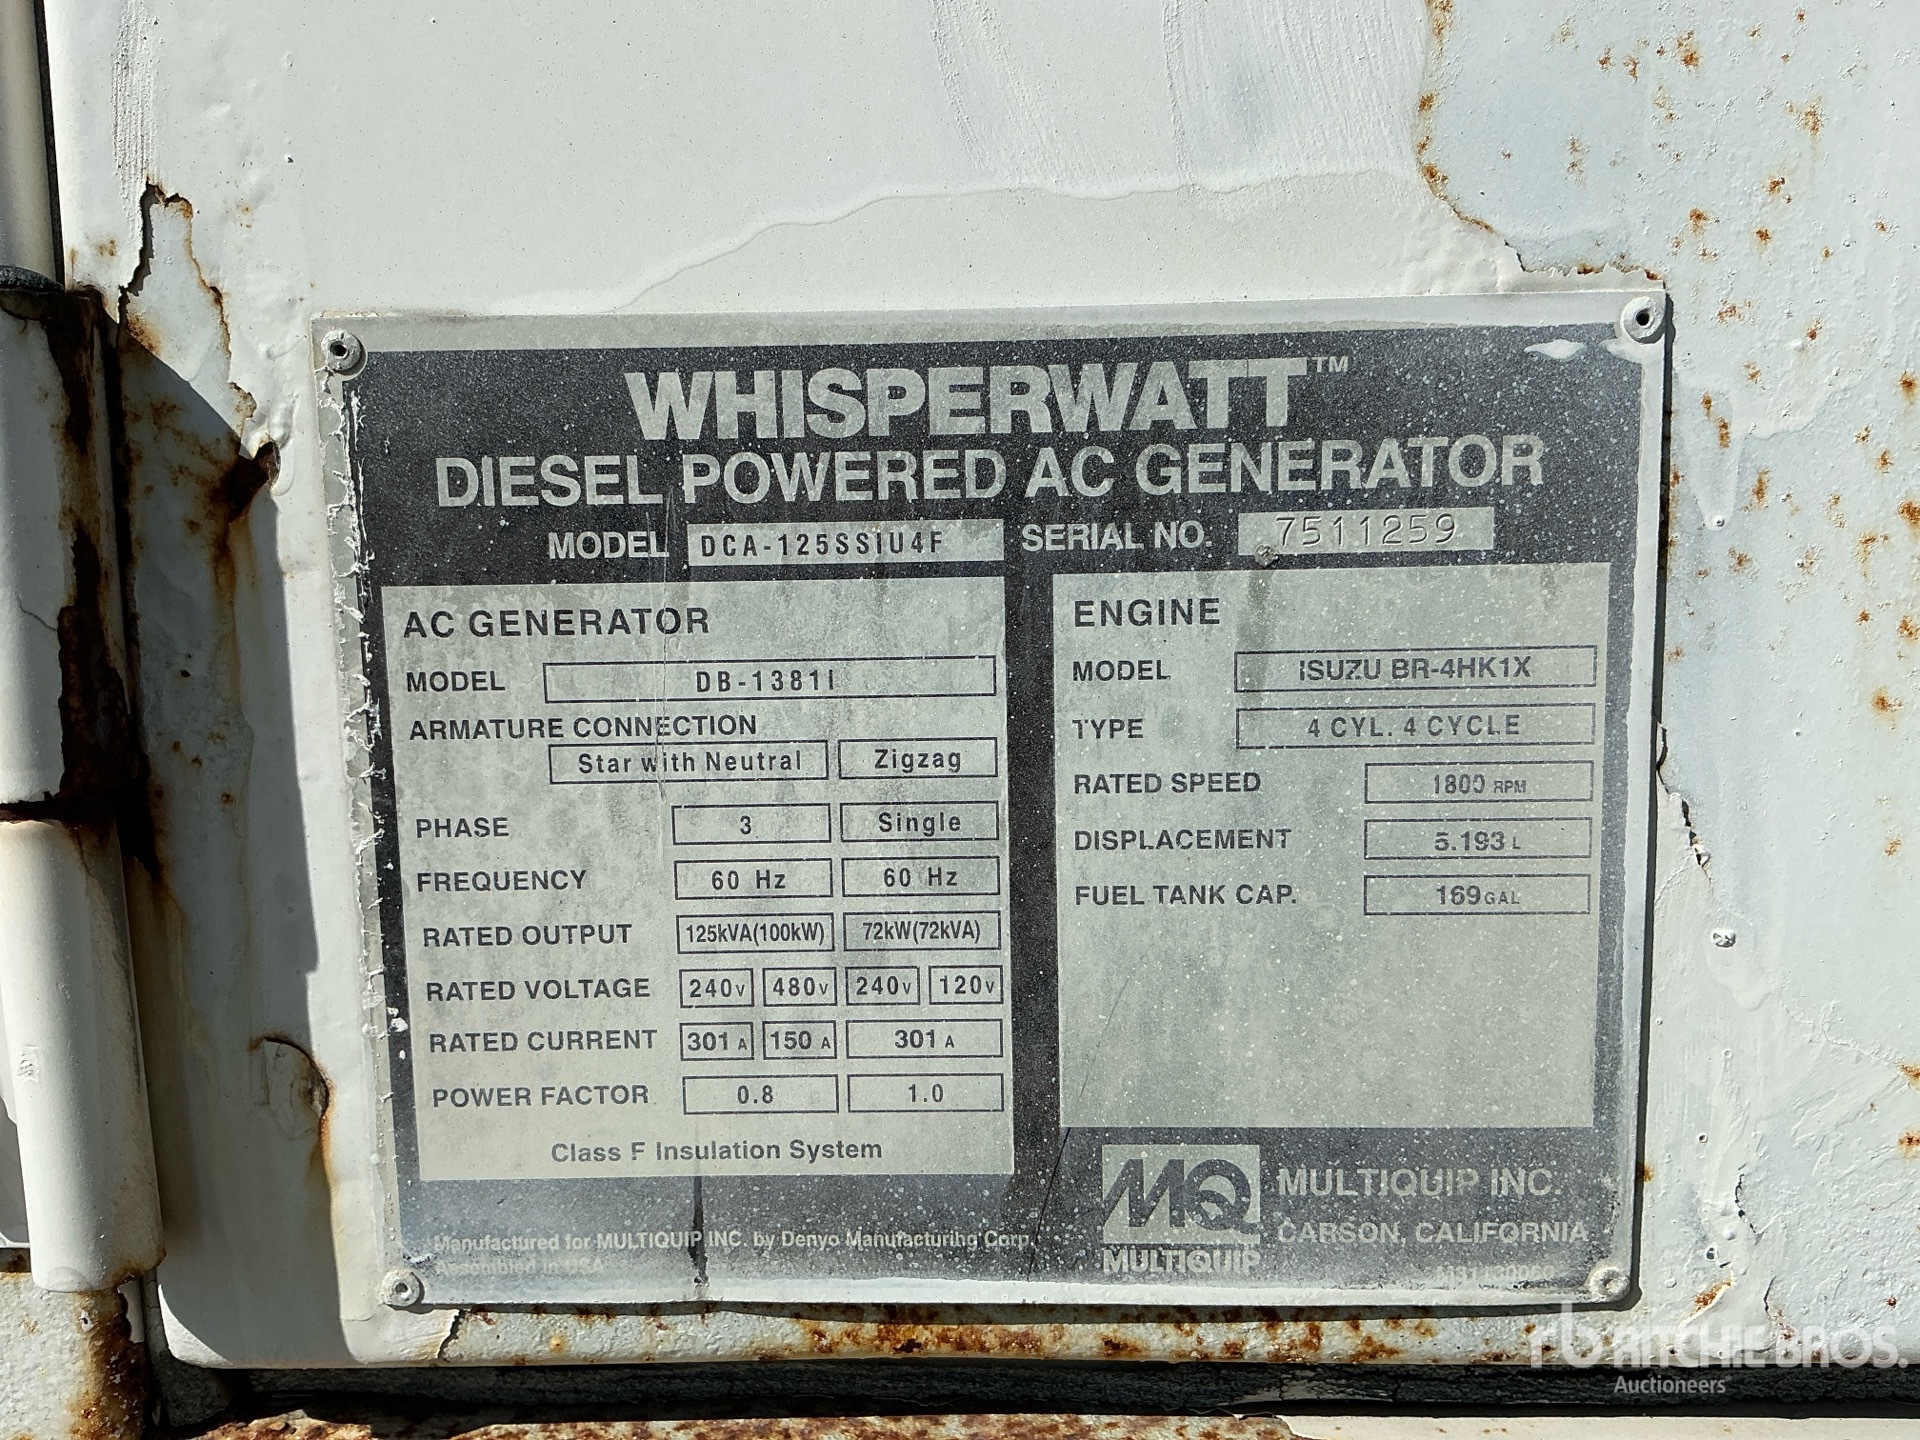 WHISPERWATT™
DIESEL POWERED AC GENERATOR
MODEL DCA-125SSIU4F SERIAL NO. 7511259
AC GENERATOR
MODEL DB-1381I
ARMATURE CONNECTION
Star with Neutral Zigzag
PHASE 3 Single
FREQUENCY 60 Hz 60 Hz
RATED OUTPUT 125kVA(100kW) 72kW(72kVA)
RATED VOLTAGE 240V 480V 240V 120V
RATED CURRENT 301 A 150 A 301 A
POWER FACTOR 0.8 1.0
Class F Insulation System
ENGINE
MODEL ISUZU BR-4HK1X
TYPE 4 CYL. 4 CYCLE
RATED SPEED 1800 RPM
DISPLACEMENT 5.193 L
FUEL TANK CAP. 169 GAL
Manufactured for MULTIQUIP INC. by Denyo Manufacturing Corp.
Assembled in USA
MQ
MULTIQUIP
MULTIQUIP INC.
CARSON, CALIFORNIA
rb RITCHIE BROS.
Auctioneers